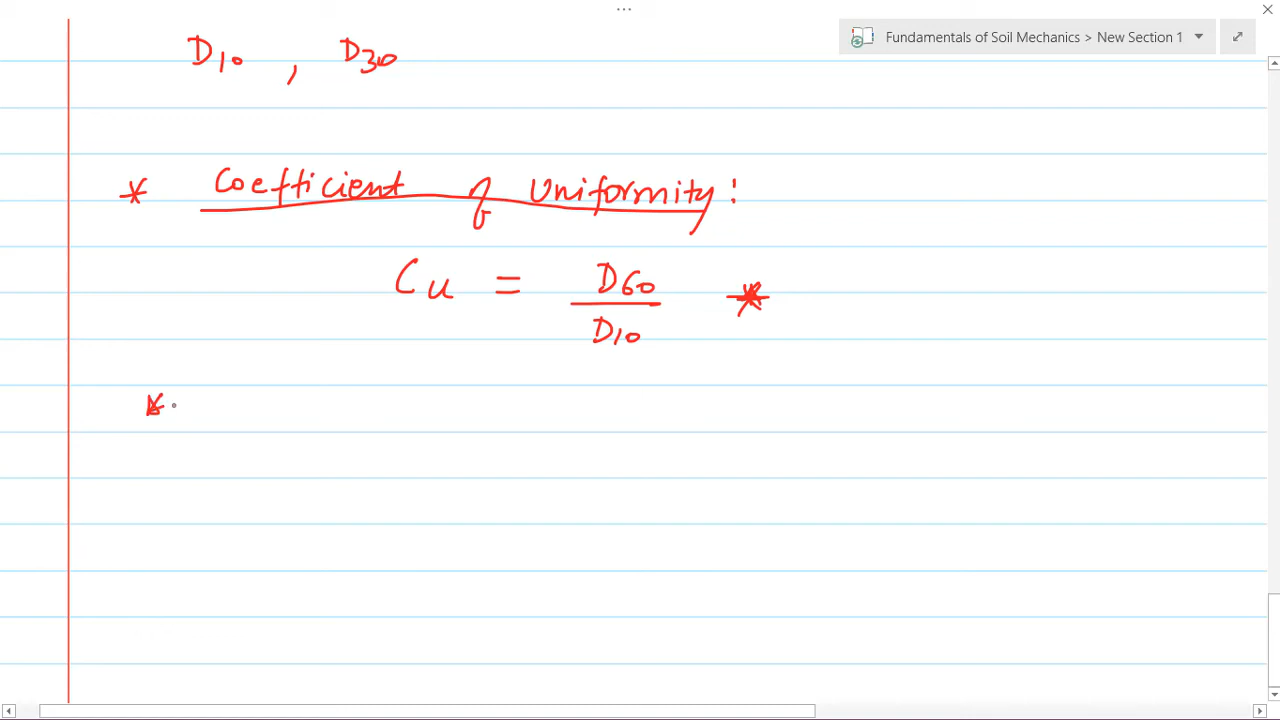 ...
Fundamentals of Soil Mechanics > New Section 1
D10 , D30
* Coefficient of Uniformity:
Cu = D60 *
D10
*